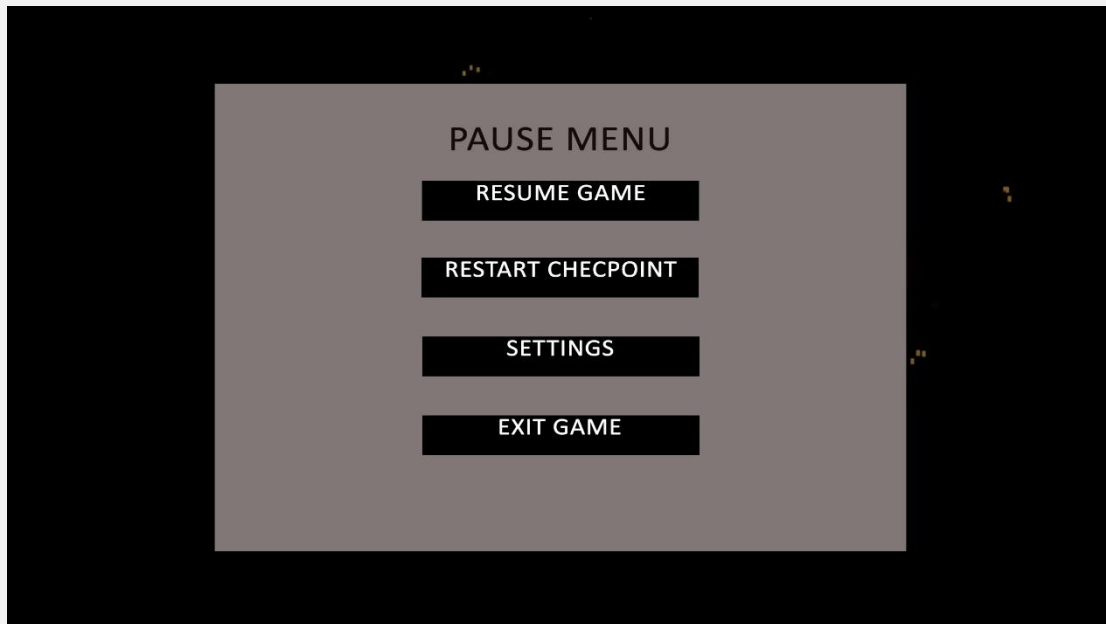 PAUSE MENU
RESUME GAME
RESTART CHECPOINT
SETTINGS
EXIT GAME